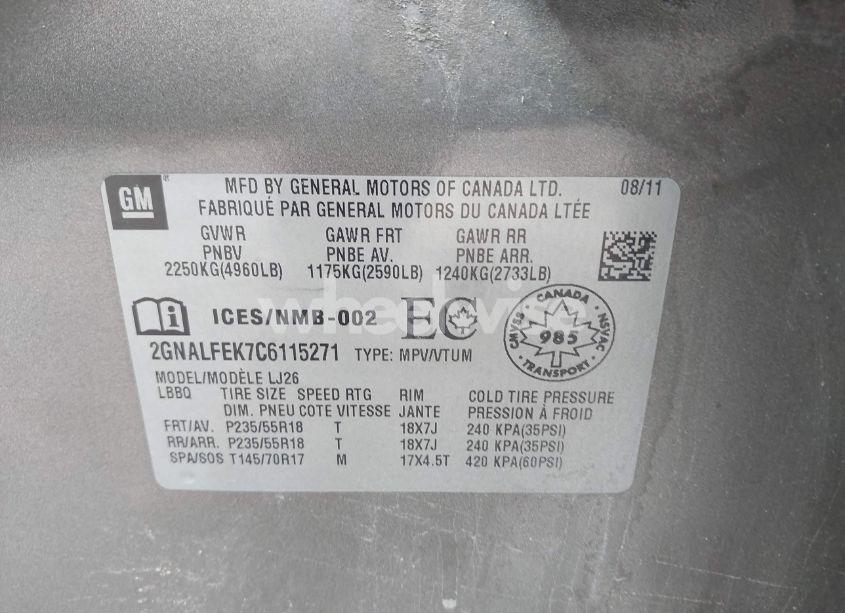 GM
MFD BY GENERAL MOTORS OF CANADA LTD. 08/11
FABRIQUÉ PAR GENERAL MOTORS DU CANADA LTÉE
GVWR GAWR FRT GAWR RR
PNBV PNBE AV. PNBE ARR.
2250KG(4960LB) 1175KG(2590LB) 1240KG(2733LB)
wheelwise
ICES/NMB-002 EC
CANADA
CMVSS 985 NSVAC
TRANSPORT
2GNALFEK7C6115271 TYPE: MPV/VTUM
MODEL/MODÈLE LJ26
LBBQ TIRE SIZE SPEED RTG RIM COLD TIRE PRESSURE
DIM. PNEU COTE VITESSE JANTE PRESSION À FROID
FRT/AV. P235/55R18 T 18X7J 240 KPA(35PSI)
RR/ARR. P235/55R18 T 18X7J 240 KPA(35PSI)
SPA/SOS T145/70R17 M 17X4.5T 420 KPA(60PSI)